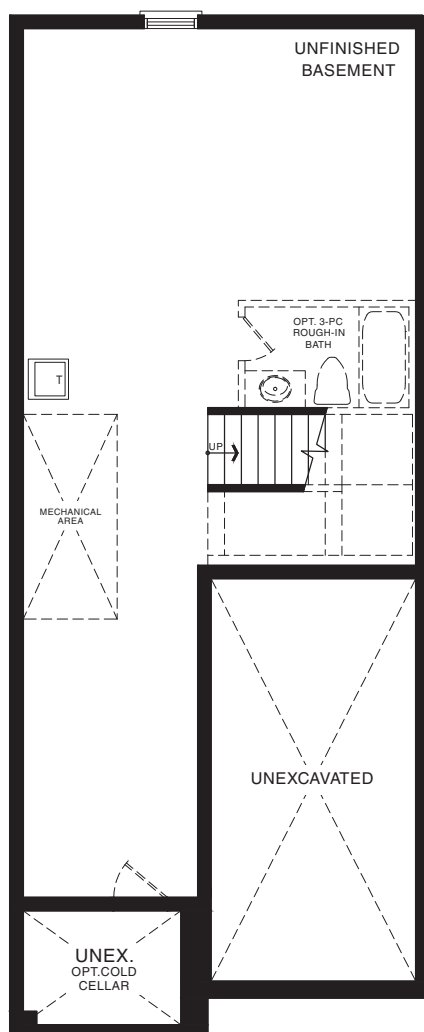 UNFINISHED
BASEMENT
OPT. 3-PC
ROUGH-IN
BATH
T
UP
MECHANICAL
AREA
UNEXCAVATED
UNEX.
OPT.COLD
CELLAR